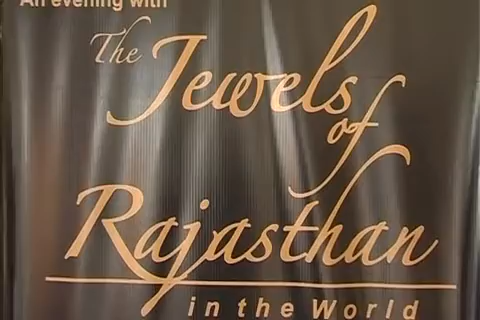 An evening with
The Jewels
of
Rajasthan
in the World